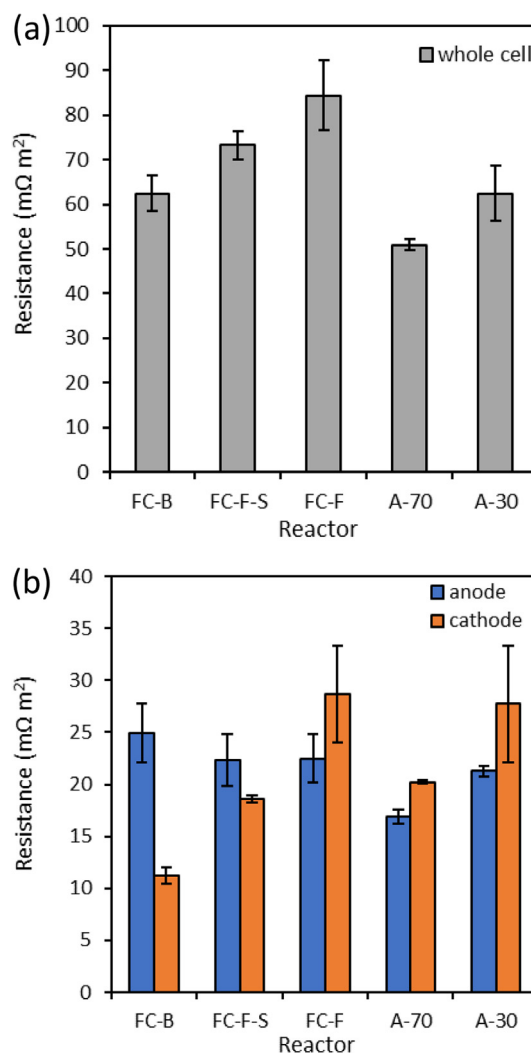 (a)
100
90
80
70
60
50
40
30
20
10
0
Resistance (mΩ m²)
whole cell
FC-B FC-F-S FC-F A-70 A-30
Reactor
(b)
40
35
30
25
20
15
10
5
0
Resistance (mΩ m²)
anode
cathode
FC-B FC-F-S FC-F A-70 A-30
Reactor